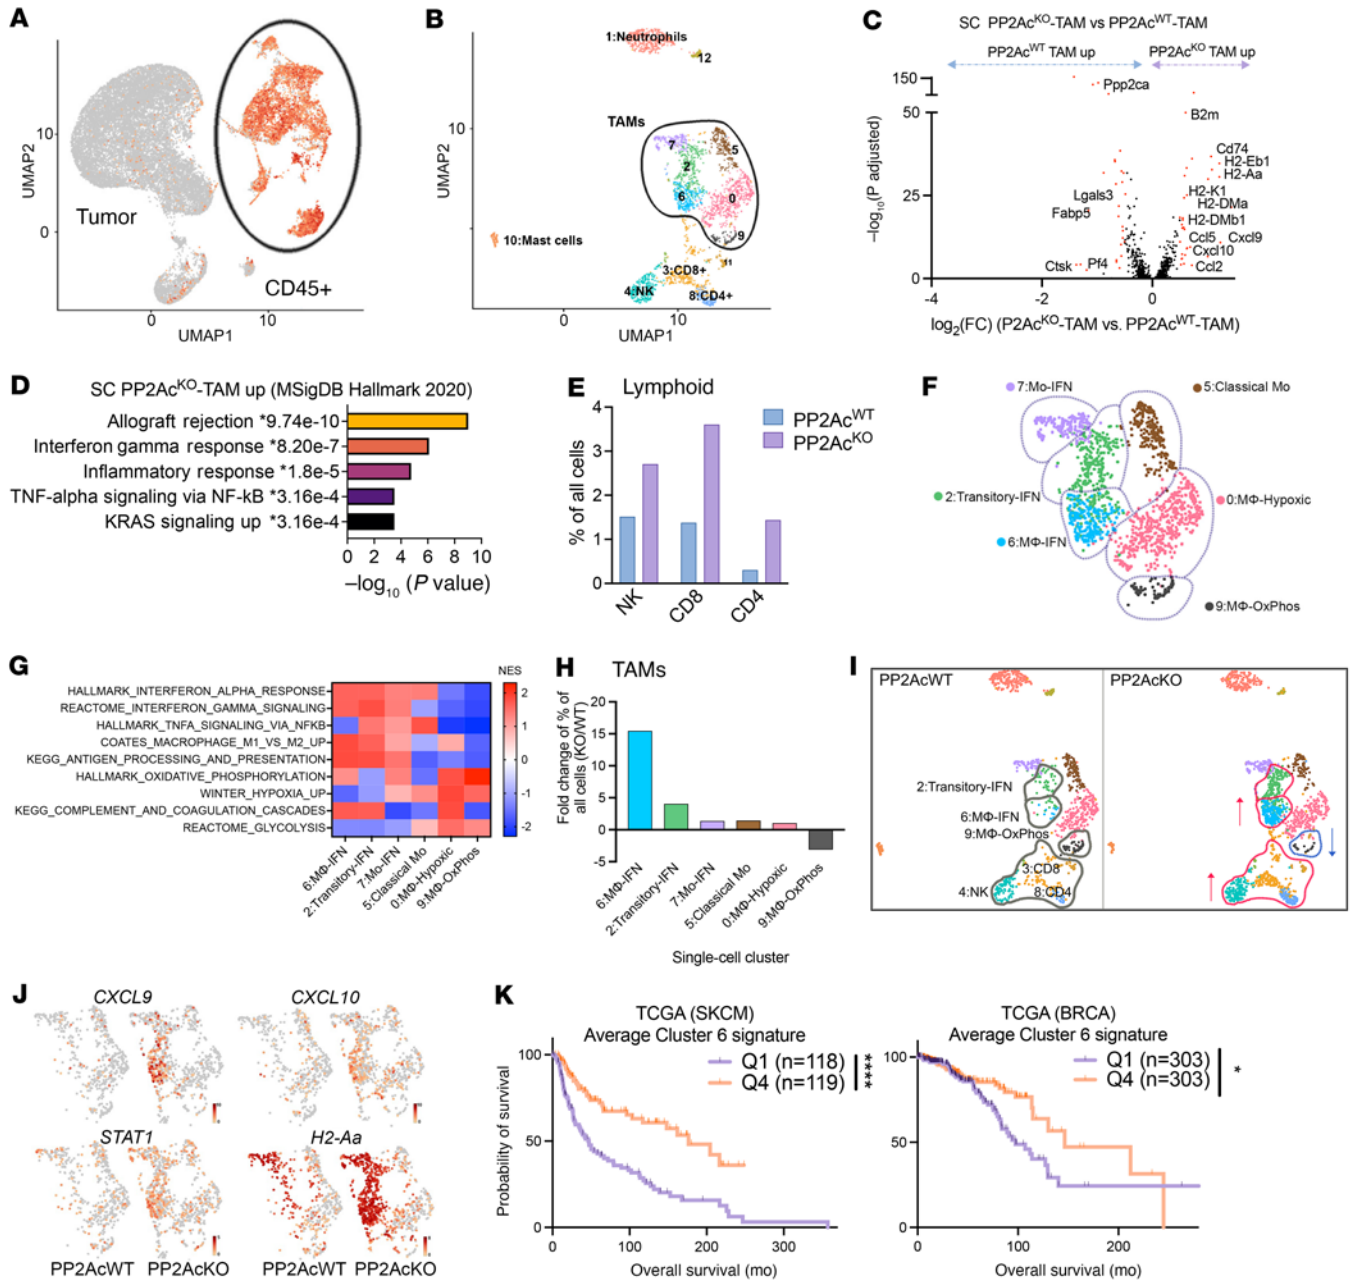 A
UMAP2
10
0
Tumor
CD45+
0
10
UMAP1
B
UMAP2
10
1:Neutrophils
12
TAMs
7
5
2
6
0
9
10:Mast cells
11
3:CD8+
4:NK
8:CD4+
0
10
UMAP1
C
SC PP2Ac^KO-TAM vs PP2Ac^WT-TAM
PP2Ac^WT TAM up
PP2Ac^KO TAM up
–log10(P adjusted)
150
50
25
0
Ppp2ca
B2m
Cd74
H2-Eb1
H2-Aa
Lgals3
H2-K1
Fabp5
H2-DMa
H2-DMb1
Ccl5
Cxcl9
Cxcl10
Ctsk
Pf4
Ccl2
-4
-2
0
log2(FC) (P2Ac^KO-TAM vs. PP2Ac^WT-TAM)
D
SC PP2Ac^KO-TAM up (MSigDB Hallmark 2020)
Allograft rejection *9.74e-10
Interferon gamma response *8.20e-7
Inflammatory response *1.8e-5
TNF-alpha signaling via NF-kB *3.16e-4
KRAS signaling up *3.16e-4
0 2 4 6 8 10
–log10 (P value)
E
Lymphoid
% of all cells
4
3
2
1
0
PP2Ac^WT
PP2Ac^KO
NK
CD8
CD4
F
7:Mo-IFN
5:Classical Mo
2:Transitory-IFN
0:MΦ-Hypoxic
6:MΦ-IFN
9:MΦ-OxPhos
G
NES
HALLMARK_INTERFERON_ALPHA_RESPONSE
REACTOME_INTERFERON_GAMMA_SIGNALING
HALLMARK_TNFA_SIGNALING_VIA_NFKB
COATES_MACROPHAGE_M1_VS_M2_UP
KEGG_ANTIGEN_PROCESSING_AND_PRESENTATION
HALLMARK_OXIDATIVE_PHOSPHORYLATION
WINTER_HYPOXIA_UP
KEGG_COMPLEMENT_AND_COAGULATION_CASCADES
REACTOME_GLYCOLYSIS
2
1
0
-1
-2
6:MΦ-IFN
2:Transitory-IFN
7:Mo-IFN
5:Classical Mo
0:MΦ-Hypoxic
9:MΦ-OxPhos
H
TAMs
Fold change of % of
all cells (KO/WT)
20
15
10
5
0
-5
6:MΦ-IFN
2:Transitory-IFN
7:Mo-IFN
5:Classical Mo
0:MΦ-Hypoxic
9:MΦ-OxPhos
Single-cell cluster
I
PP2AcWT
PP2AcKO
2:Transitory-IFN
6:MΦ-IFN
9:MΦ-OxPhos
3:CD8
4:NK
8:CD4
J
CXCL9
CXCL10
STAT1
H2-Aa
PP2AcWT PP2AcKO
PP2AcWT PP2AcKO
K
TCGA (SKCM)
Average Cluster 6 signature
Q1 (n=118)
Q4 (n=119)
****
Probability of survival
100
50
0
0
100
200
300
Overall survival (mo)
TCGA (BRCA)
Average Cluster 6 signature
Q1 (n=303)
Q4 (n=303)
*
100
50
0
0
100
200
Overall survival (mo)